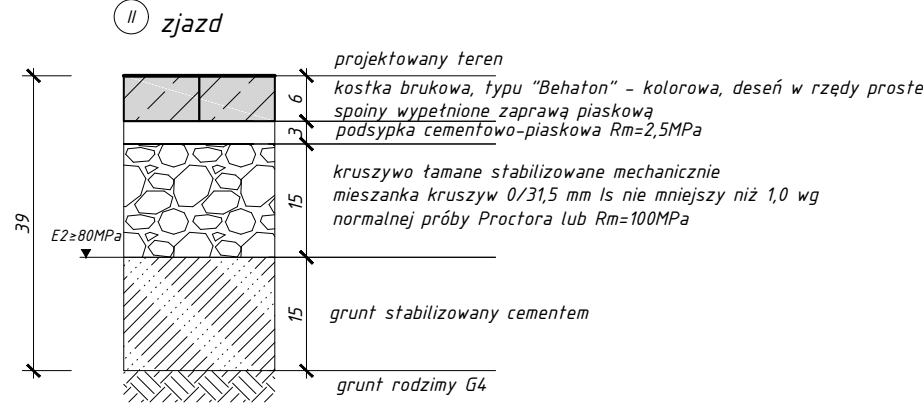 II zjazd
projektowany teren
6
kostka brukowa, typu "Behaton" - kolorowa, deseń w rzędy proste
spoiny wypełnione zaprawą piaskową
3
podsypka cementowo-piaskowa Rm=2,5MPa
15
kruszywo łamane stabilizowane mechanicznie
mieszanka kruszyw 0/31,5 mm Is nie mniejszy niż 1,0 wg
normalnej próby Proctora lub Rm=100MPa
39
E2≥80MPa
15
grunt stabilizowany cementem
grunt rodzimy G4